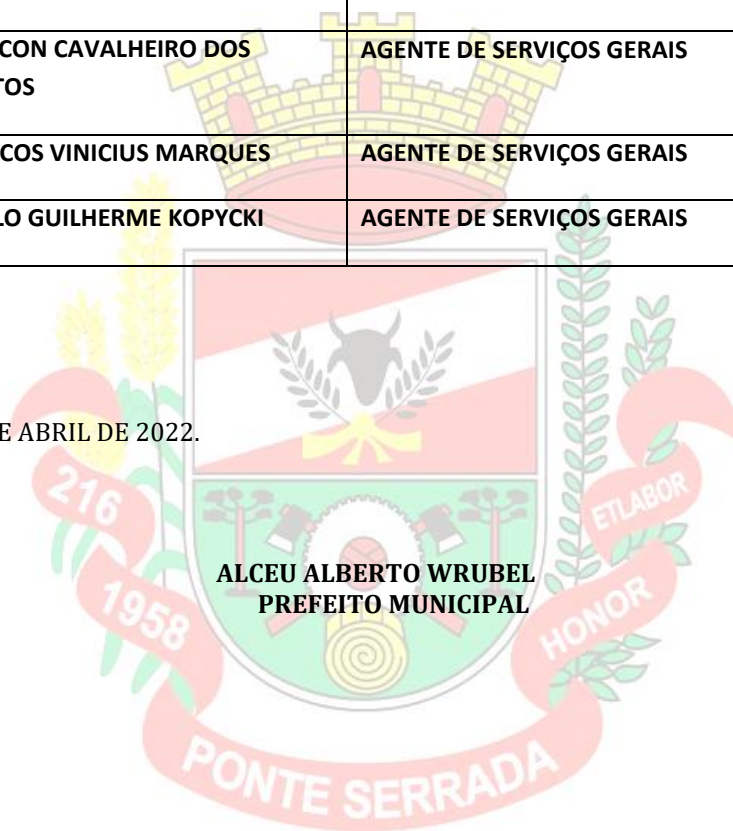 CON CAVALHEIRO DOS
TOS
AGENTE DE SERVIÇOS GERAIS
COS VINICIUS MARQUES
AGENTE DE SERVIÇOS GERAIS
LO GUILHERME KOPYCKI
AGENTE DE SERVIÇOS GERAIS
E ABRIL DE 2022.
216
1958
ETLABOR
HONOR
ALCEU ALBERTO WRUBEL
PREFEITO MUNICIPAL
PONTE SERRADA